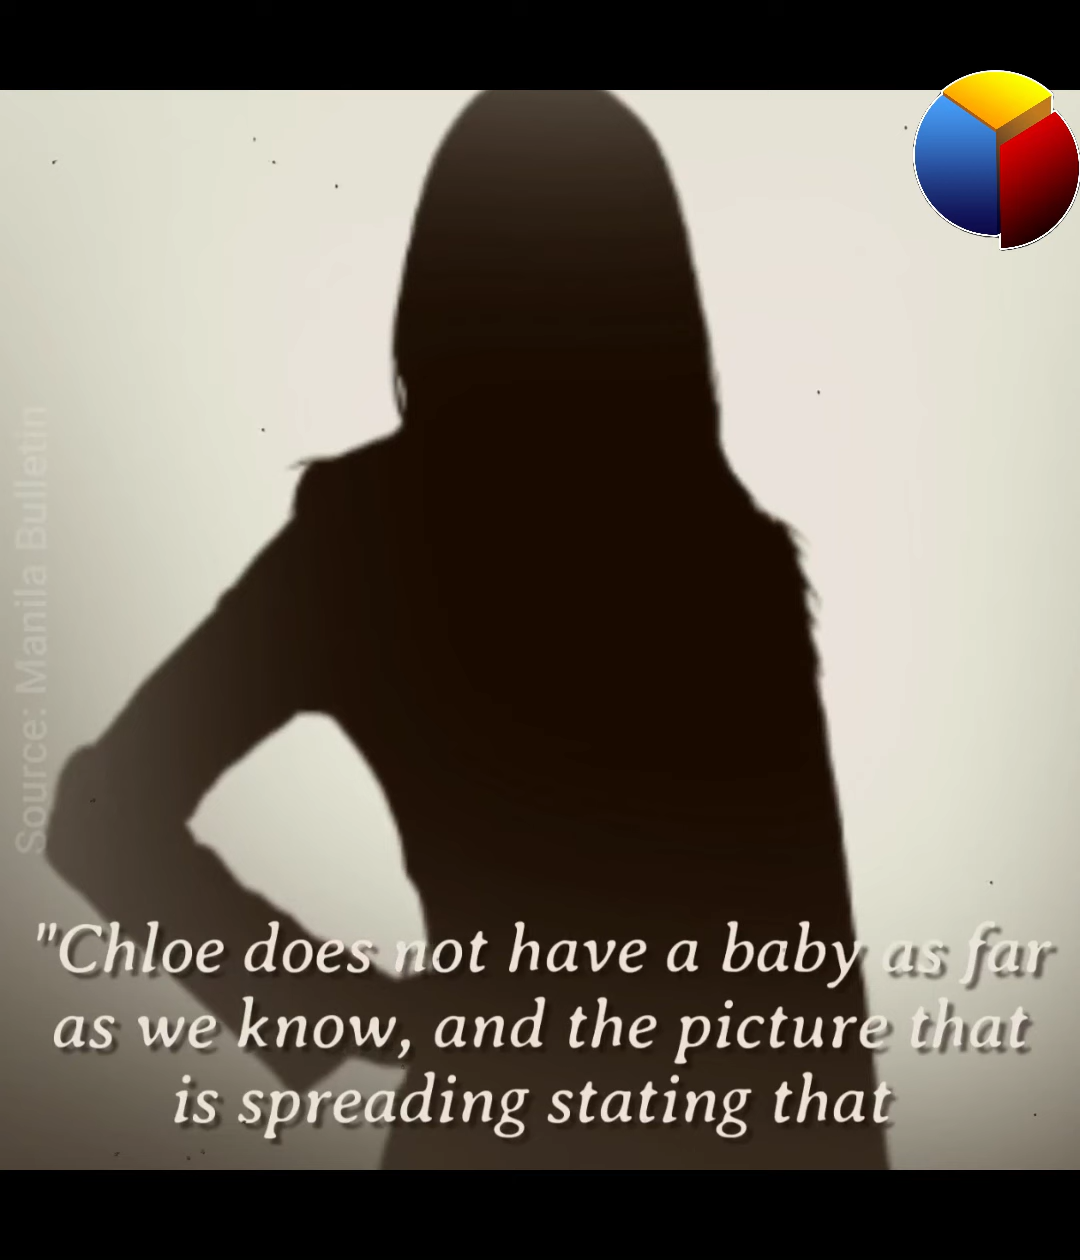 Source: Manila Bulletin
"Chloe does not have a baby as far
as we know, and the picture that
is spreading stating that